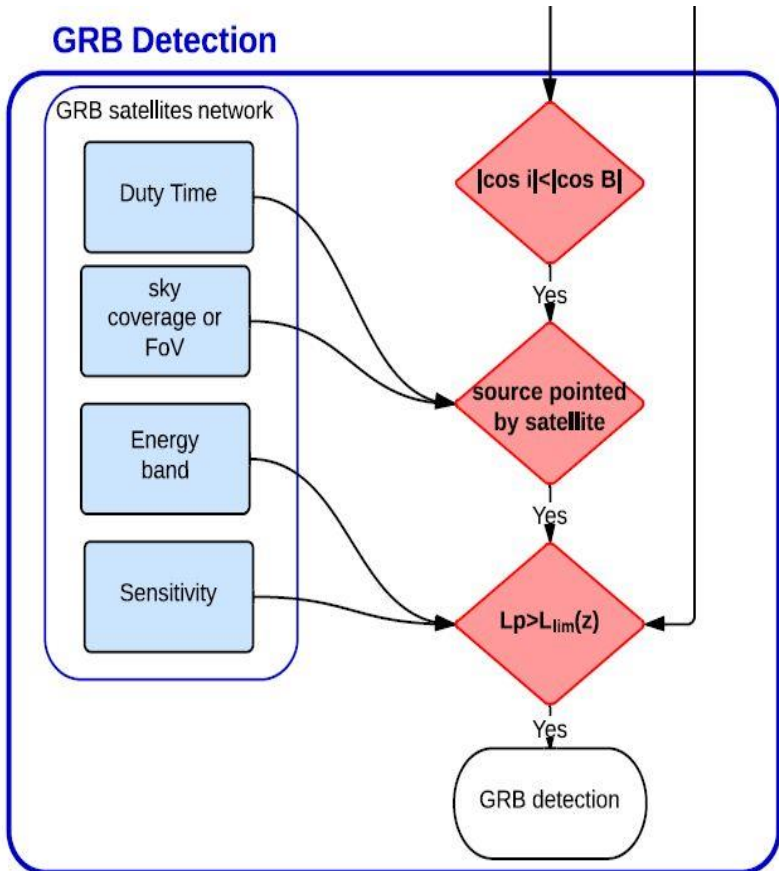 GRB Detection
GRB satellites network
Duty Time
sky
coverage or
FoV
Energy
band
Sensitivity
|cos i|<|cos B|
Yes
source pointed
by satellite
Yes
Lp>Llim(z)
Yes
GRB detection